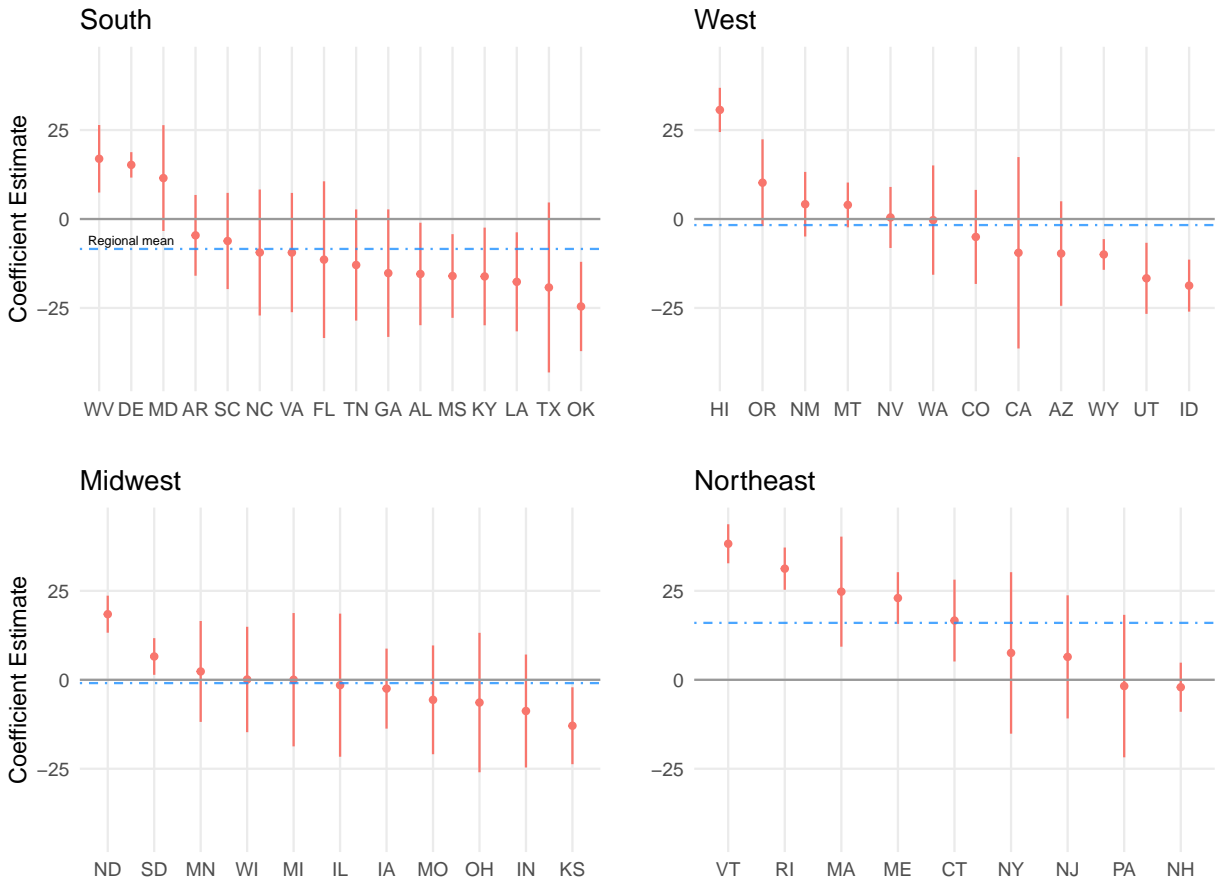 South
Coefficient Estimate
25
0
−25
Regional mean
WV DE MD AR SC NC VA FL TN GA AL MS KY LA TX OK
West
25
0
−25
HI OR NM MT NV WA CO CA AZ WY UT ID
Midwest
Coefficient Estimate
25
0
−25
ND SD MN WI MI IL IA MO OH IN KS
Northeast
25
0
−25
VT RI MA ME CT NY NJ PA NH